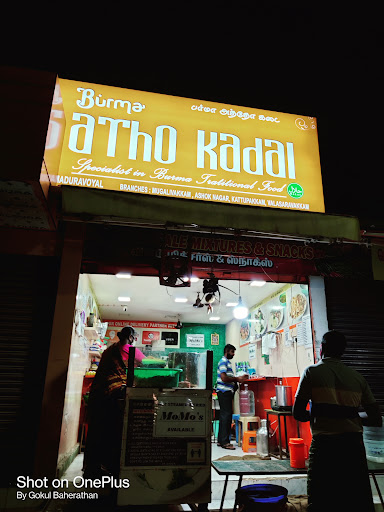 Burma
பர்மா அத்தோ கடை
atho kadai
Specialist in Burma Traditional Food
MADURAVOYAL
BRANCHES : MUGALIVAKKAM, ASHOK NAGAR, KATTUPAKKAM, VALASARAVAKKAM
MIXTURES & SNACKS
MOMO'S
AVAILABLE
Shot on OnePlus
By Gokul Baherathan